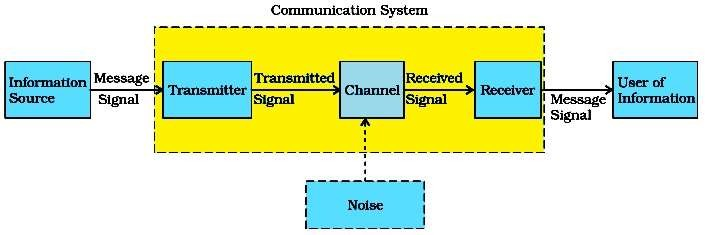 Communication System
Information
Source
Message
Signal
Transmitter
Transmitted
Signal
Channel
Received
Signal
Receiver
Message
Signal
User of
Information
Noise